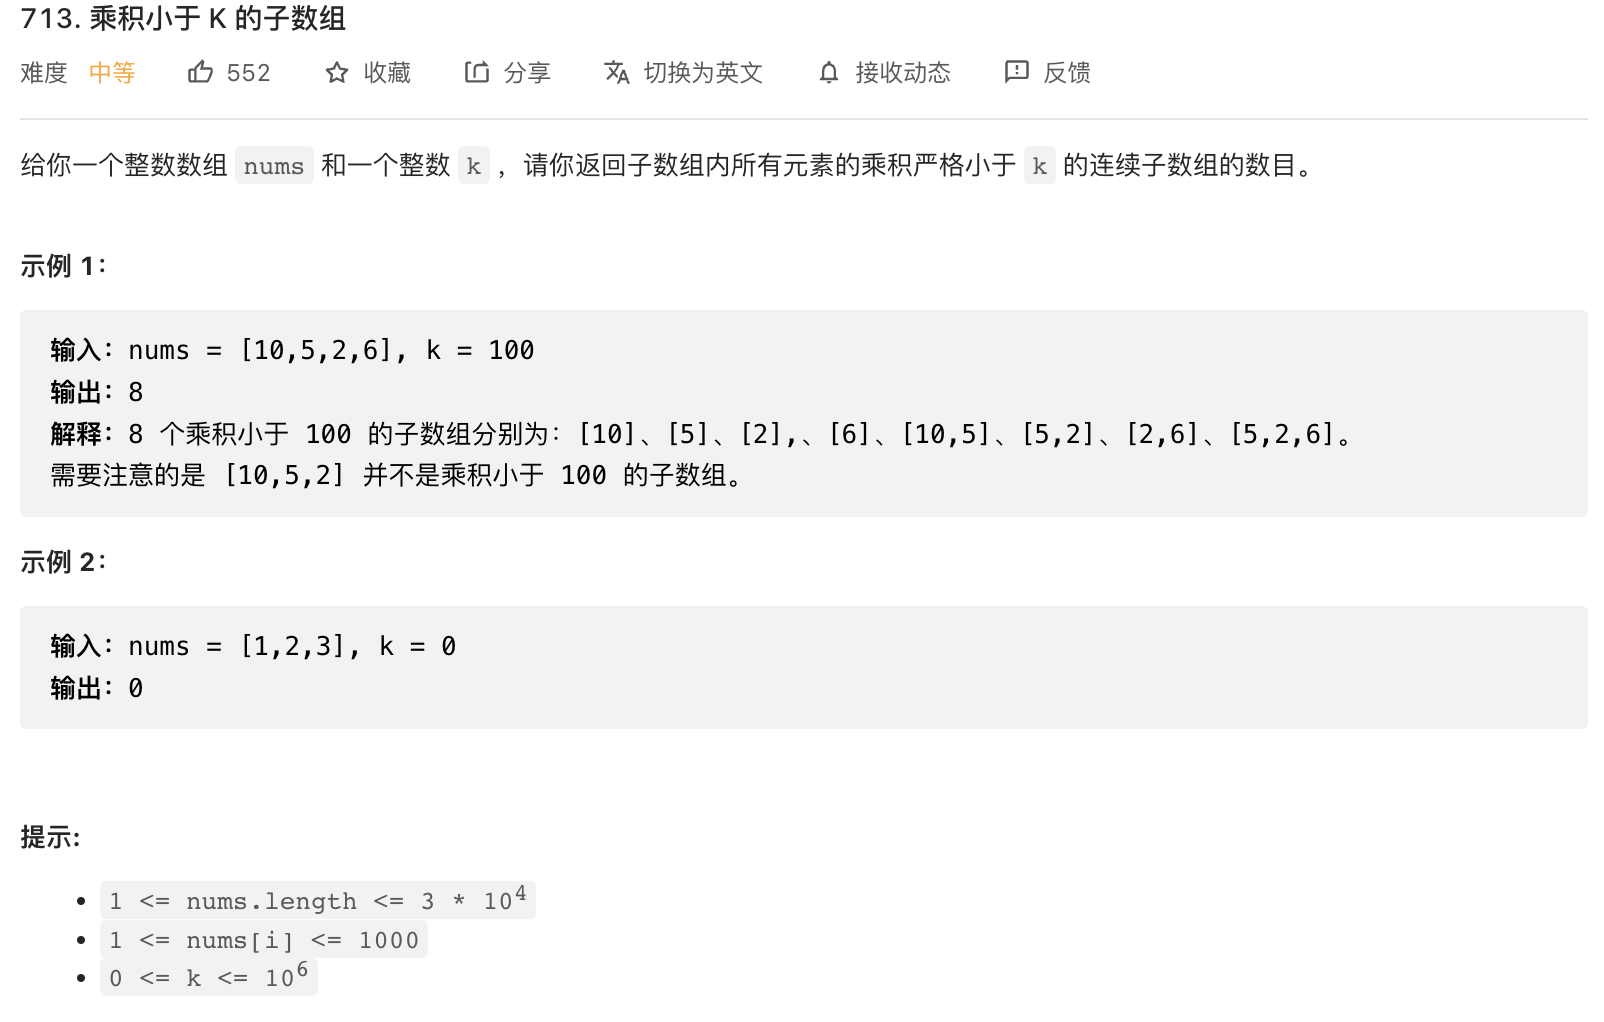 713. 乘积小于 K 的子数组
难度 中等 552 收藏 分享 切换为英文 接收动态 反馈
给你一个整数数组 nums 和一个整数 k ，请你返回子数组内所有元素的乘积严格小于 k 的连续子数组的数目。
示例 1：
输入：nums = [10,5,2,6], k = 100
输出：8
解释：8 个乘积小于 100 的子数组分别为：[10]、[5]、[2],、[6]、[10,5]、[5,2]、[2,6]、[5,2,6]。
需要注意的是 [10,5,2] 并不是乘积小于 100 的子数组。
示例 2：
输入：nums = [1,2,3], k = 0
输出：0
提示:
1 <= nums.length <= 3 * 10⁴
1 <= nums[i] <= 1000
0 <= k <= 10⁶